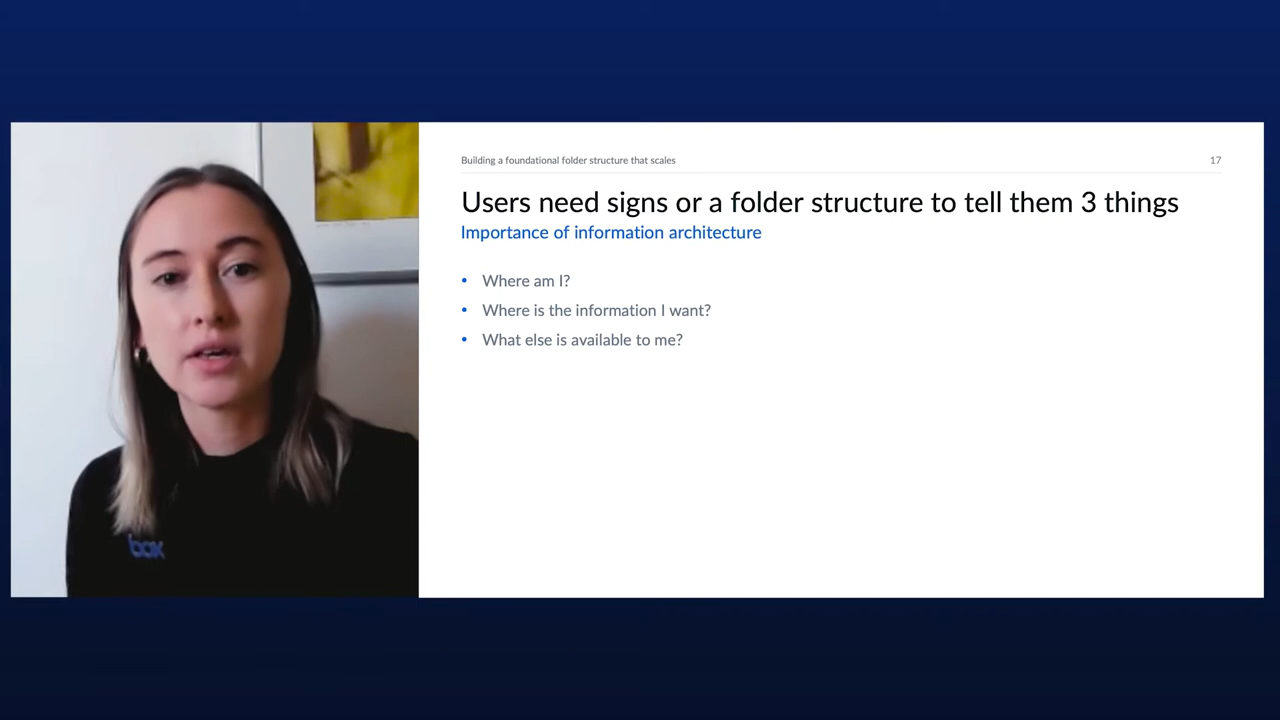 Building a foundational folder structure that scales
17
Users need signs or a folder structure to tell them 3 things
Importance of information architecture
• Where am I?
• Where is the information I want?
• What else is available to me?
box